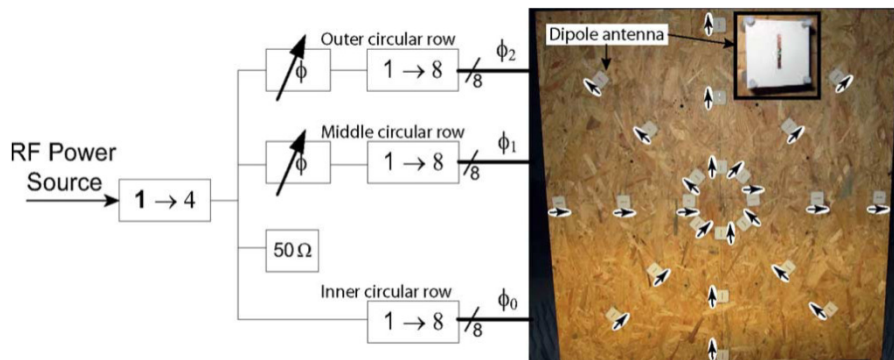 Outer circular row
ϕ
1 → 8
ϕ₂
8
Middle circular row
ϕ
1 → 8
ϕ₁
8
RF Power
Source
1 → 4
50 Ω
Inner circular row
1 → 8
ϕ₀
8
Dipole antenna